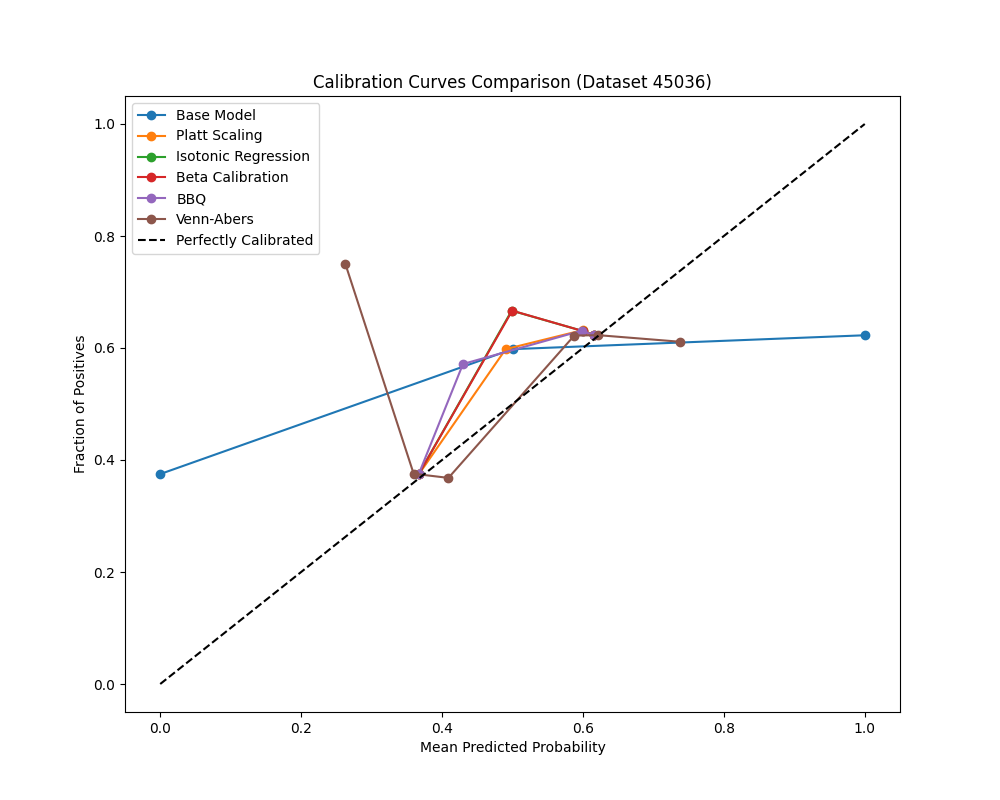 Calibration Curves Comparison (Dataset 45036)
Base Model
Platt Scaling
Isotonic Regression
Beta Calibration
BBQ
Venn-Abers
Perfectly Calibrated
Fraction of Positives
1.0
0.8
0.6
0.4
0.2
0.0
0.0 0.2 0.4 0.6 0.8 1.0
Mean Predicted Probability